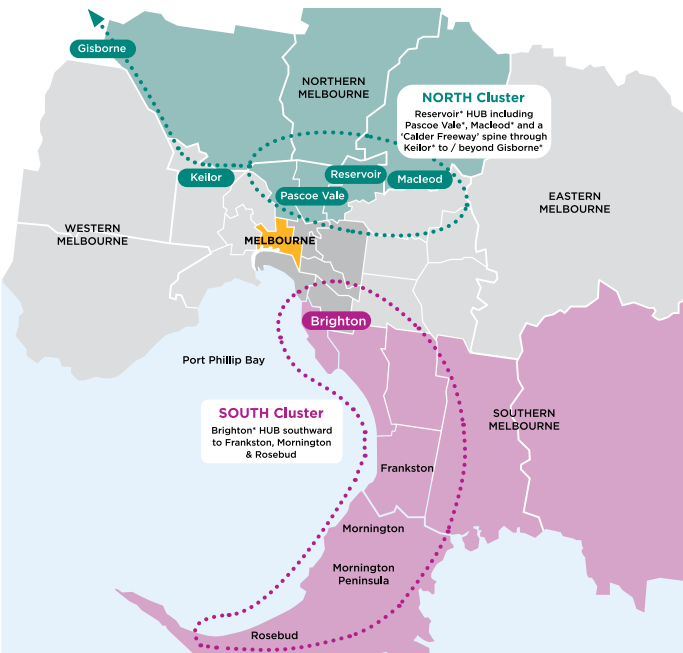 Gisborne
NORTHERN
MELBOURNE
NORTH Cluster
Reservoir* HUB including
Pascoe Vale*, Macleod* and a
‘Calder Freeway’ spine through
Keilor* to / beyond Gisborne*
Keilor
Reservoir
Macleod
Pascoe Vale
EASTERN
MELBOURNE
WESTERN
MELBOURNE
MELBOURNE
Brighton
Port Phillip Bay
SOUTH Cluster
Brighton* HUB southward
to Frankston, Mornington
& Rosebud
SOUTHERN
MELBOURNE
Frankston
Mornington
Mornington
Peninsula
Rosebud